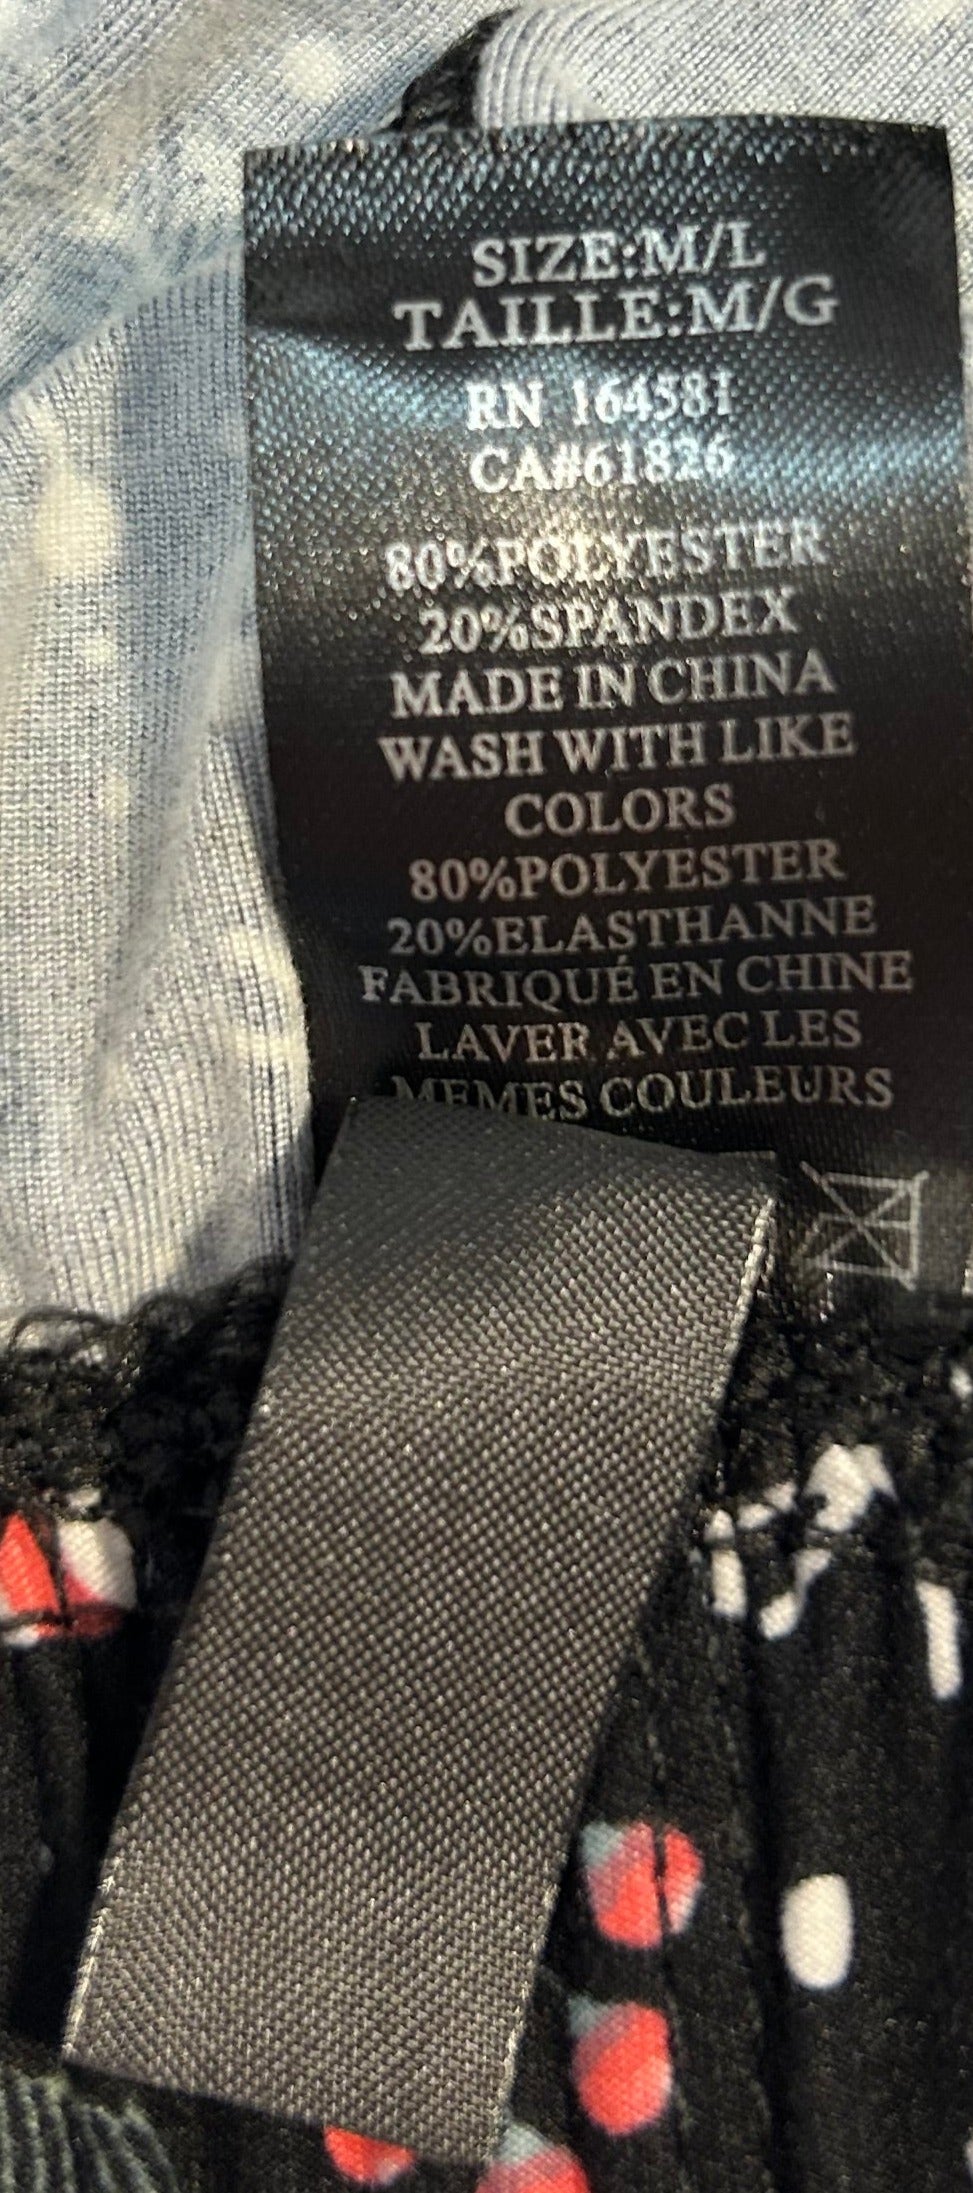 SIZE:M/L
TAILLE:M/G
RN 164581
CA#61826
80%POLYESTER
20%SPANDEX
MADE IN CHINA
WASH WITH LIKE
COLORS
80%POLYESTER
20%ELASTHANNE
FABRIQUÉ EN CHINE
LAVER AVEC LES
MEMES COULEURS